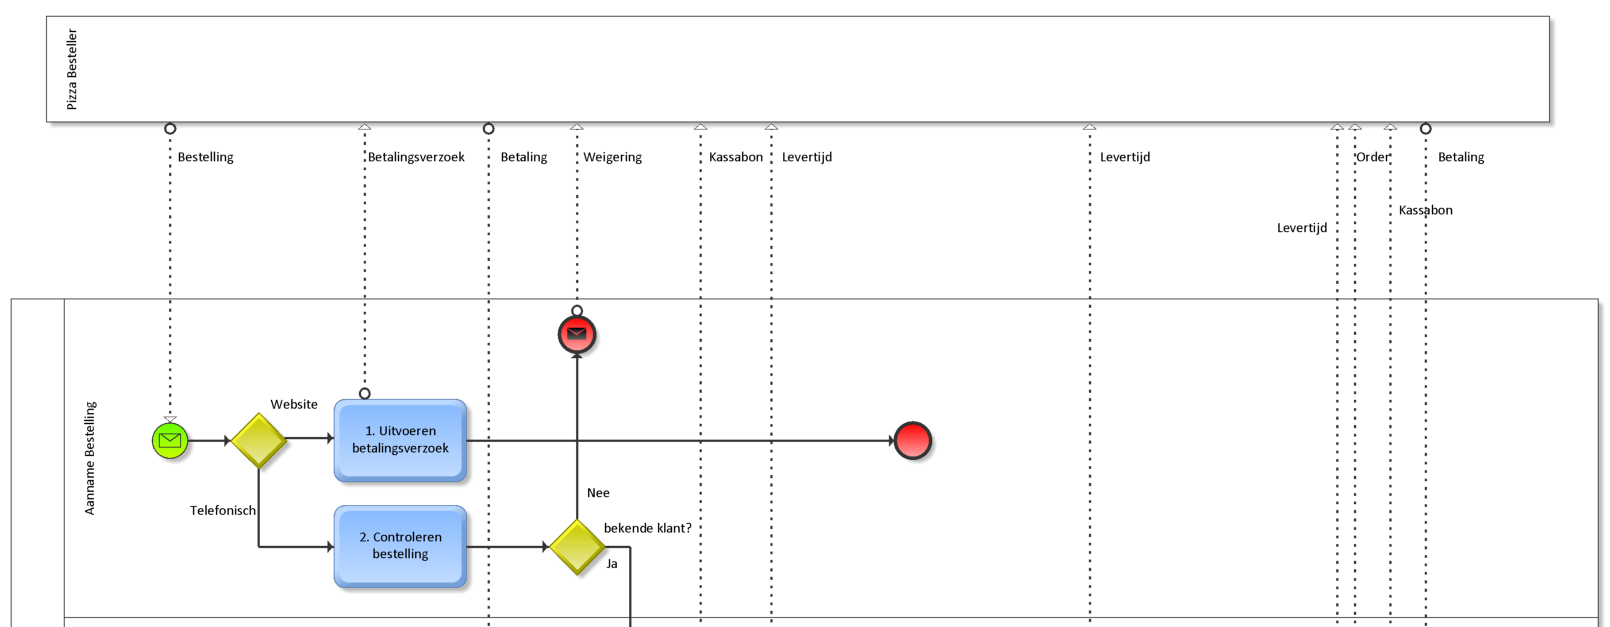 Pizza Besteller
Bestelling
Betalingsverzoek
Betaling
Weigering
Kassabon
Levertijd
Levertijd
Order
Betaling
Kassabon
Levertijd
Aanname Bestelling
Website
1. Uitvoeren
betalingsverzoek
Telefonisch
Nee
2. Controleren
bestelling
bekende klant?
Ja